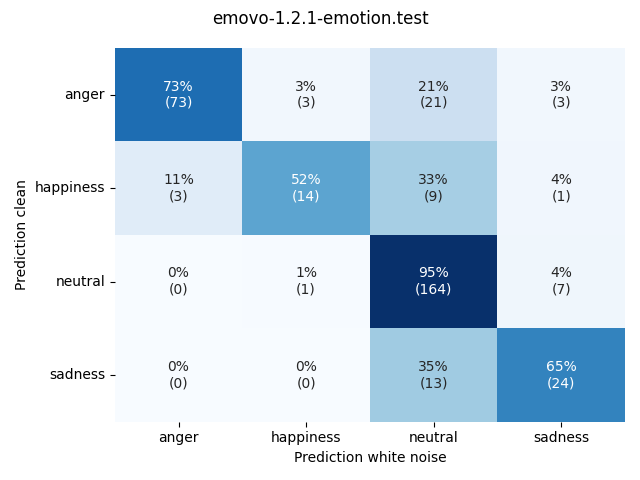 emovo-1.2.1-emotion.test
Prediction clean
anger
73%
(73)
3%
(3)
21%
(21)
3%
(3)
happiness
11%
(3)
52%
(14)
33%
(9)
4%
(1)
neutral
0%
(0)
1%
(1)
95%
(164)
4%
(7)
sadness
0%
(0)
0%
(0)
35%
(13)
65%
(24)
anger
happiness
neutral
sadness
Prediction white noise